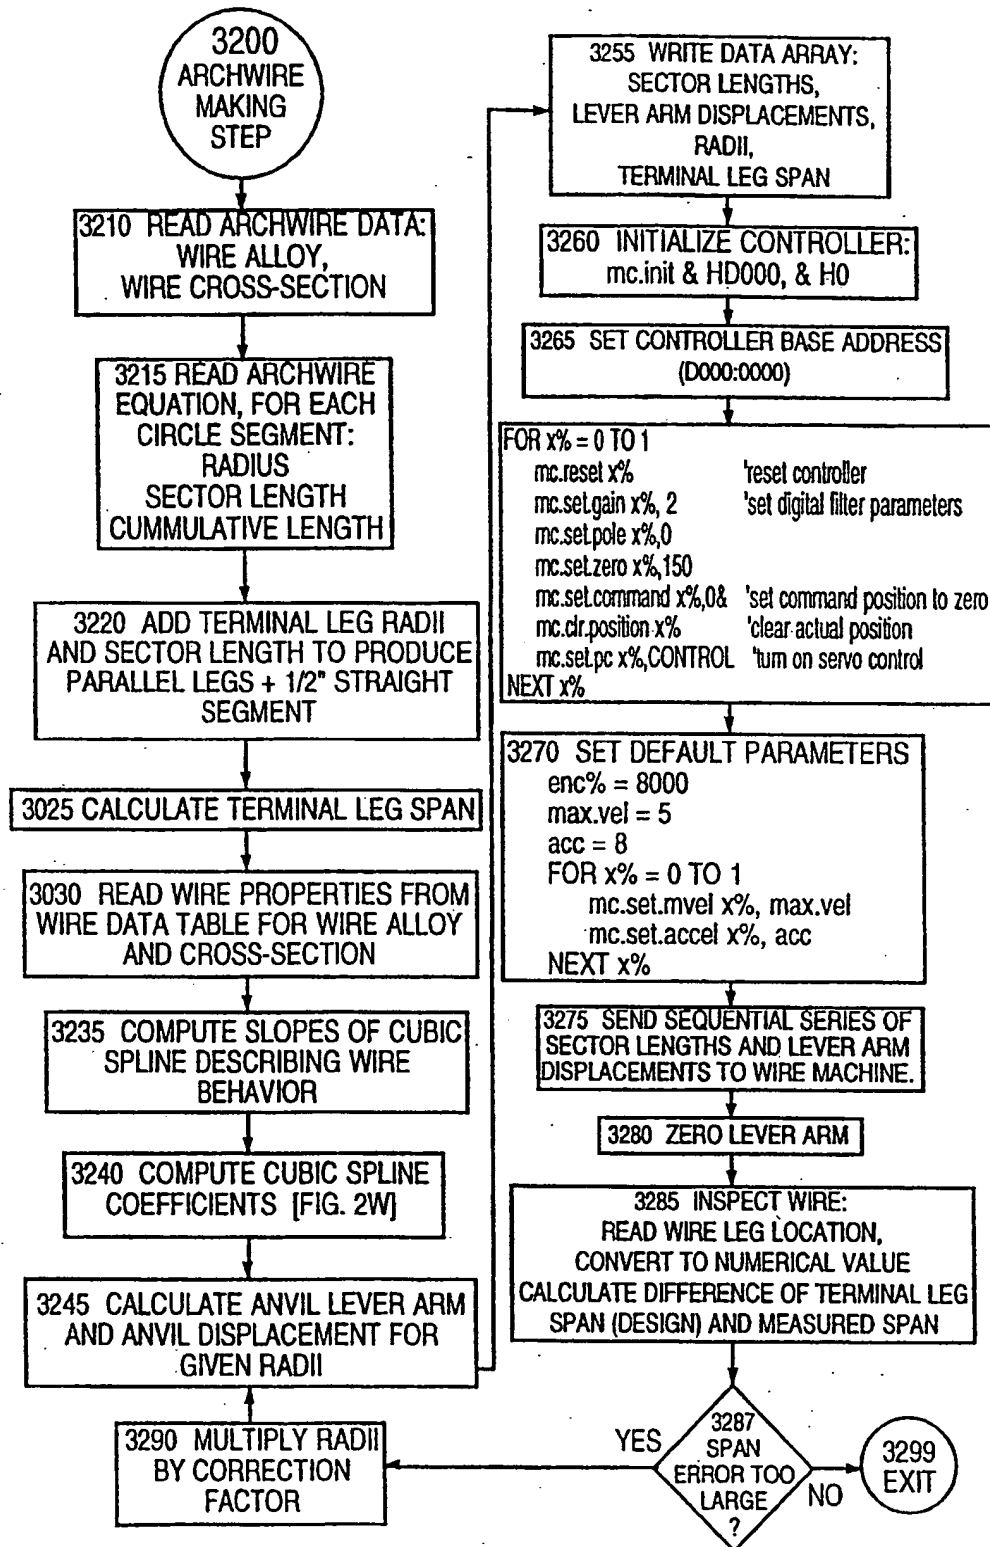 3200
ARCHWIRE
MAKING
STEP
3210 READ ARCHWIRE DATA:
WIRE ALLOY,
WIRE CROSS-SECTION
3215 READ ARCHWIRE
EQUATION, FOR EACH
CIRCLE SEGMENT:
RADIUS
SECTOR LENGTH
CUMMULATIVE LENGTH
3220 ADD TERMINAL LEG RADII
AND SECTOR LENGTH TO PRODUCE
PARALLEL LEGS + 1/2" STRAIGHT
SEGMENT
3025 CALCULATE TERMINAL LEG SPAN
3030 READ WIRE PROPERTIES FROM
WIRE DATA TABLE FOR WIRE ALLOY
AND CROSS-SECTION
3235 COMPUTE SLOPES OF CUBIC
SPLINE DESCRIBING WIRE
BEHAVIOR
3240 COMPUTE CUBIC SPLINE
COEFFICIENTS [FIG. 2W]
3245 CALCULATE ANVIL LEVER ARM
AND ANVIL DISPLACEMENT FOR
GIVEN RADII
3290 MULTIPLY RADII
BY CORRECTION
FACTOR
3255 WRITE DATA ARRAY:
SECTOR LENGTHS,
LEVER ARM DISPLACEMENTS,
RADII,
TERMINAL LEG SPAN
3260 INITIALIZE CONTROLLER:
mc.init & HD000, & H0
3265 SET CONTROLLER BASE ADDRESS
(D000:0000)
FOR x% = 0 TO 1
mc.reset x% 'reset controller
mc.set.gain x%, 2 'set digital filter parameters
mc.set.pole x%,0
mc.set.zero x%,150
mc.set.command x%,0& 'set command position to zero
mc.clr.position x% 'clear actual position
mc.set.pc x%,CONTROL 'turn on servo control
NEXT x%
3270 SET DEFAULT PARAMETERS
enc% = 8000
max.vel = 5
acc = 8
FOR x% = 0 TO 1
mc.set.mvel x%, max.vel
mc.set.accel x%, acc
NEXT x%
3275 SEND SEQUENTIAL SERIES OF
SECTOR LENGTHS AND LEVER ARM
DISPLACEMENTS TO WIRE MACHINE.
3280 ZERO LEVER ARM
3285 INSPECT WIRE:
READ WIRE LEG LOCATION,
CONVERT TO NUMERICAL VALUE
CALCULATE DIFFERENCE OF TERMINAL LEG
SPAN (DESIGN) AND MEASURED SPAN
3287
SPAN
ERROR TOO
LARGE
?
YES
NO
3299
EXIT